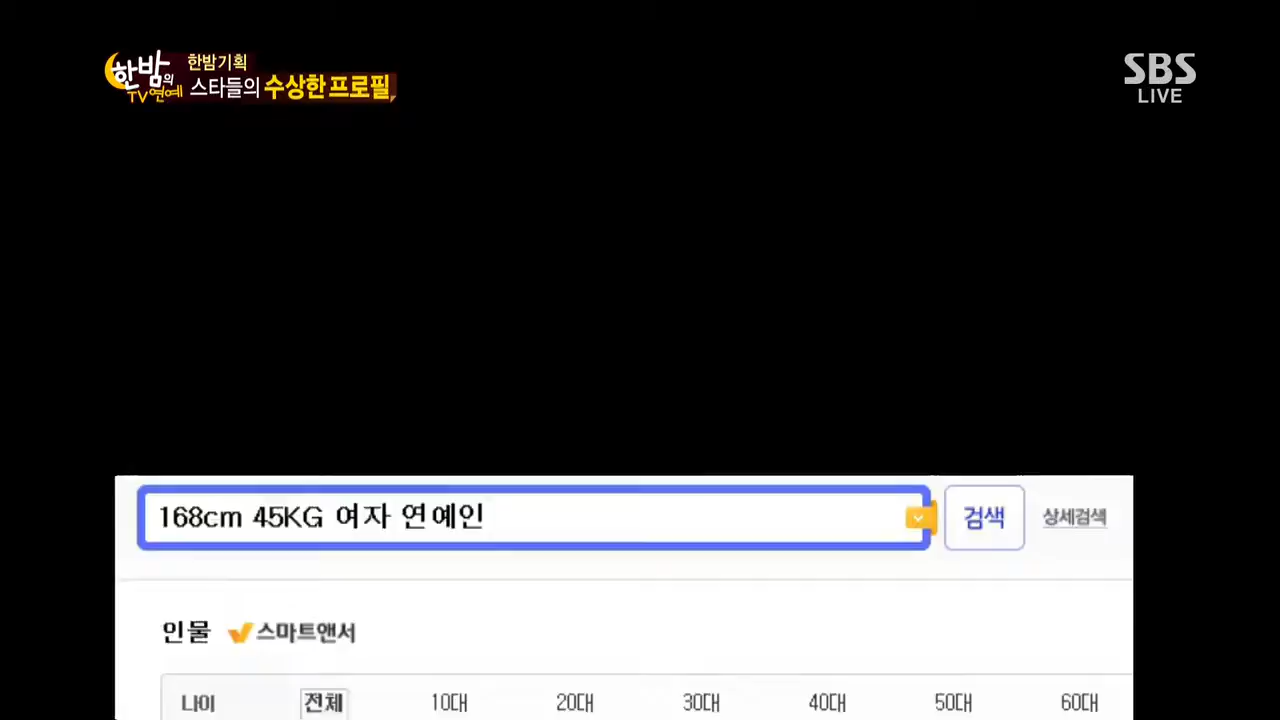 한밤의
TV연예
한밤기획
스타들의 수상한 프로필
SBS
LIVE
168cm 45KG 여자 연예인
검색
상세검색
인물 스마트앤서
나이 전체 10대 20대 30대 40대 50대 60대